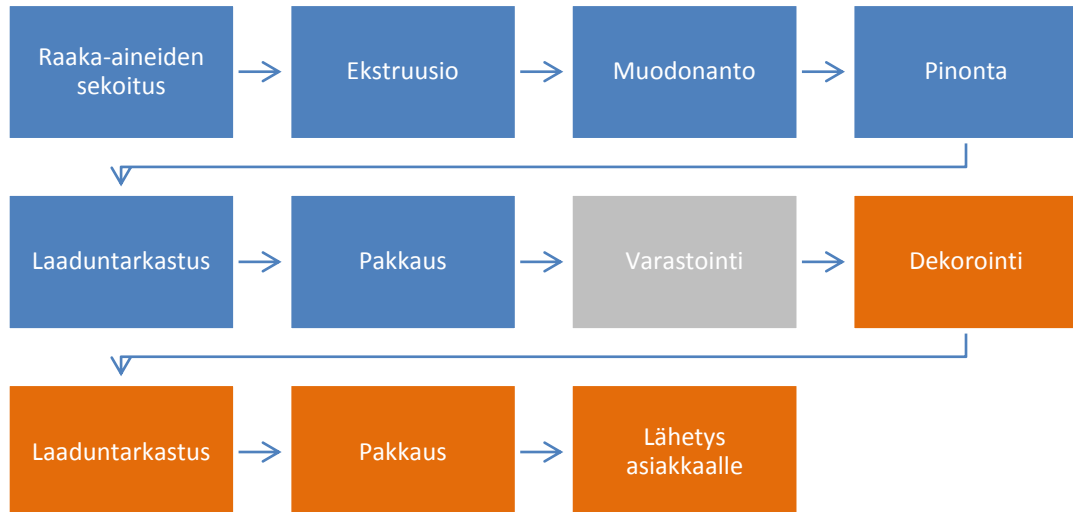 Raaka-aineiden
sekoitus
Ekstruusio
Muodonanto
Pinonta
Laaduntarkastus
Pakkaus
Varastointi
Dekorointi
Laaduntarkastus
Pakkaus
Lähetys
asiakkaalle